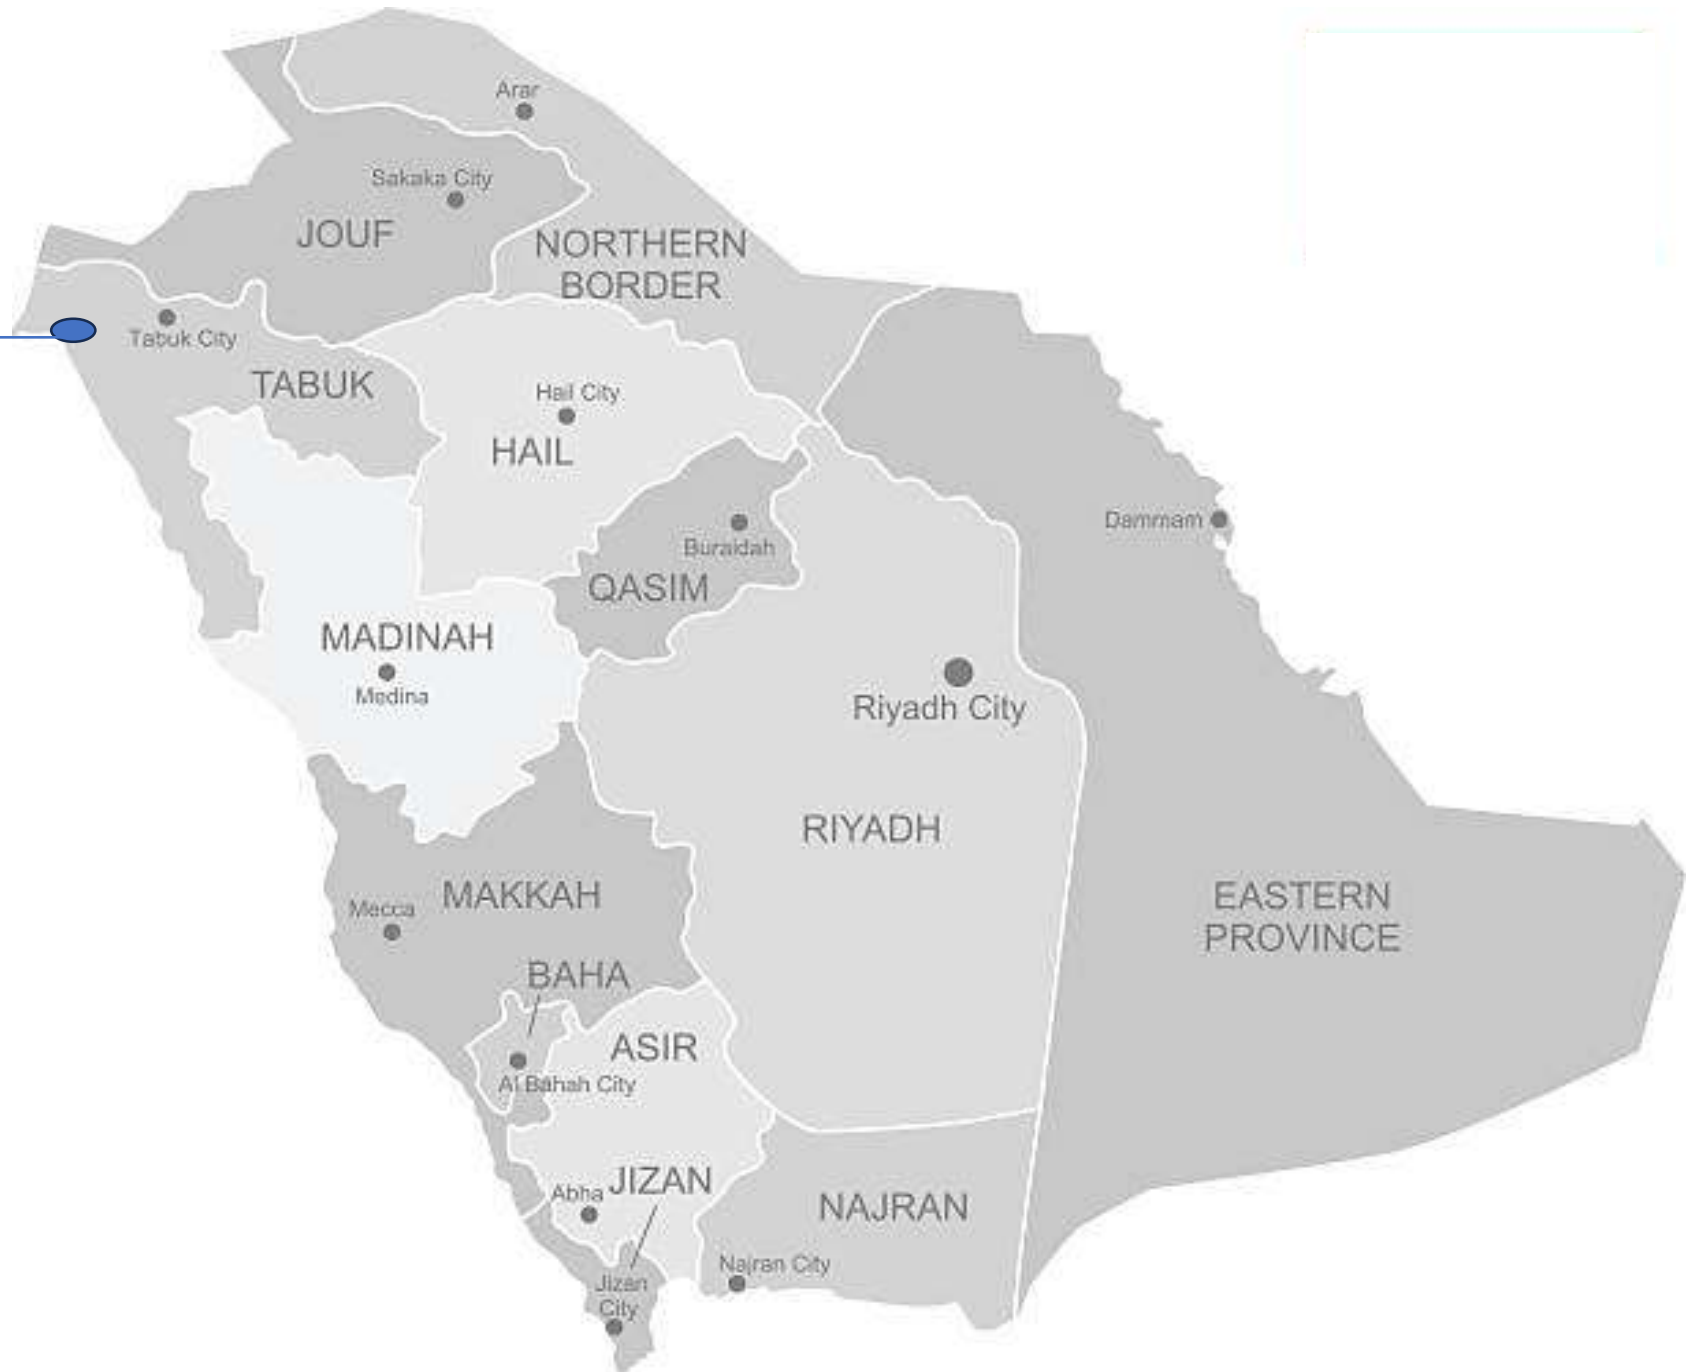 Arar
Sakaka City
JOUF
NORTHERN
BORDER
Tabuk City
TABUK
Hail City
HAIL
Dammam
Buraidah
QASIM
MADINAH
Medina
Riyadh City
RIYADH
MAKKAH
Mecca
EASTERN
PROVINCE
BAHA
ASIR
Al Bahah City
JIZAN
Abha
NAJRAN
Najran City
Jizan
City